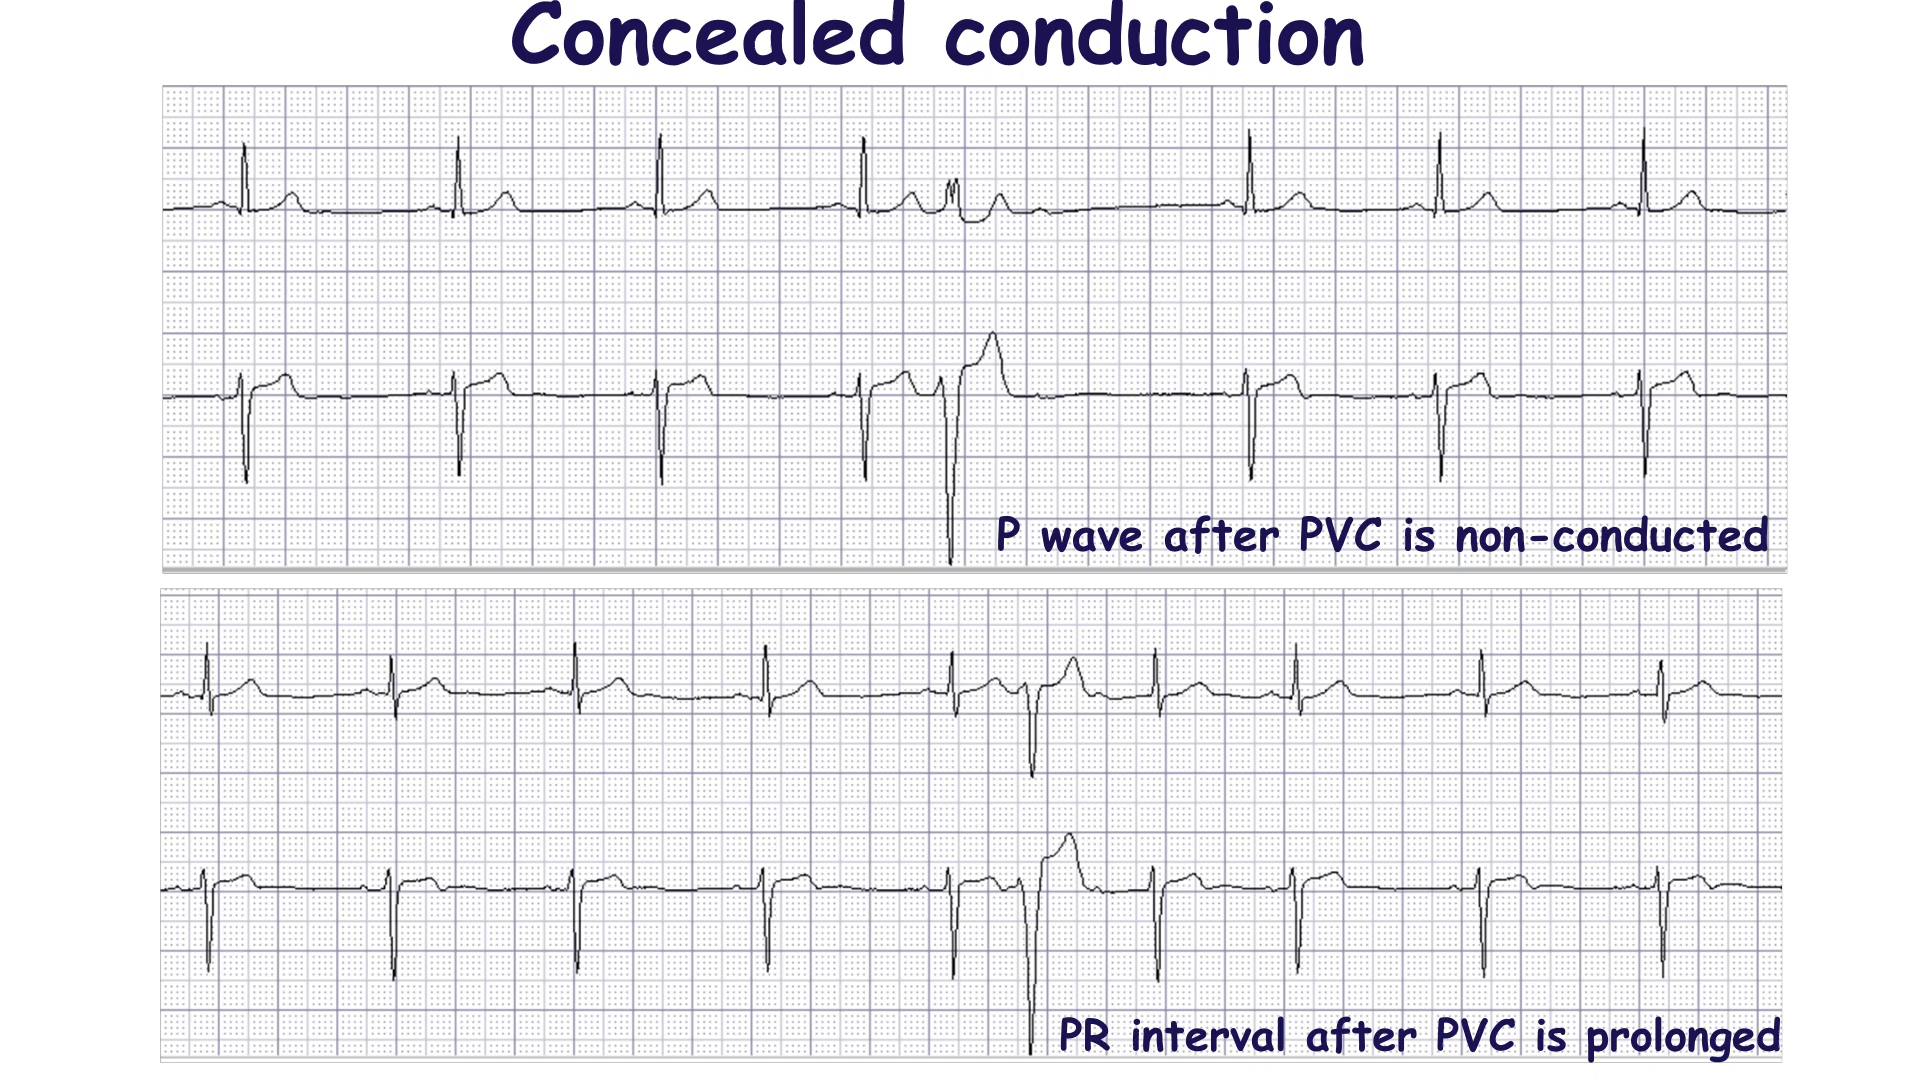 Concealed conduction
P wave after PVC is non-conducted
PR interval after PVC is prolonged